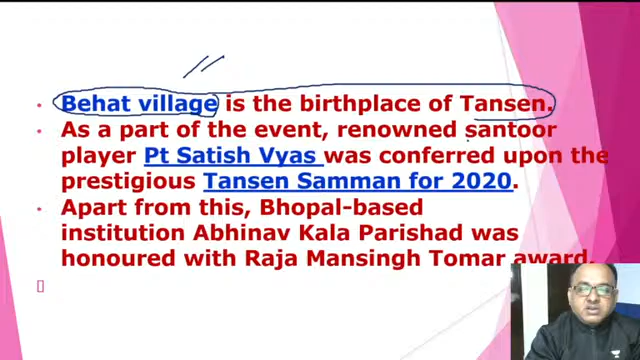 Behat village is the birthplace of Tansen.
As a part of the event, renowned santoor
player Pt Satish Vyas was conferred upon the
prestigious Tansen Samman for 2020.
Apart from this, Bhopal-based
institution Abhinav Kala Parishad was
honoured with Raja Mansingh Tomar award.